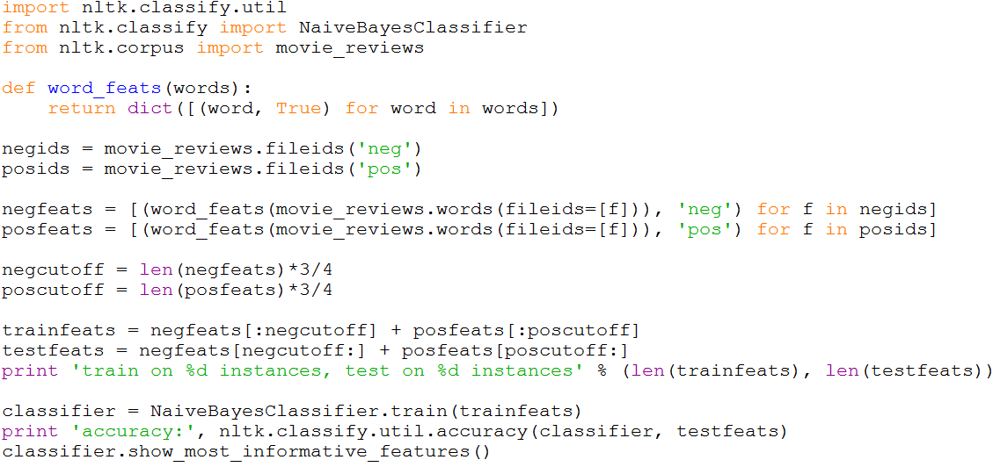 import nltk.classify.util
from nltk.classify import NaiveBayesClassifier
from nltk.corpus import movie_reviews
def word_feats(words):
    return dict([(word, True) for word in words])
negids = movie_reviews.fileids('neg')
posids = movie_reviews.fileids('pos')
negfeats = [(word_feats(movie_reviews.words(fileids=[f])), 'neg') for f in negids]
posfeats = [(word_feats(movie_reviews.words(fileids=[f])), 'pos') for f in posids]
negcutoff = len(negfeats)*3/4
poscutoff = len(posfeats)*3/4
trainfeats = negfeats[:negcutoff] + posfeats[:poscutoff]
testfeats = negfeats[negcutoff:] + posfeats[poscutoff:]
print 'train on %d instances, test on %d instances' % (len(trainfeats), len(testfeats))
classifier = NaiveBayesClassifier.train(trainfeats)
print 'accuracy:', nltk.classify.util.accuracy(classifier, testfeats)
classifier.show_most_informative_features()